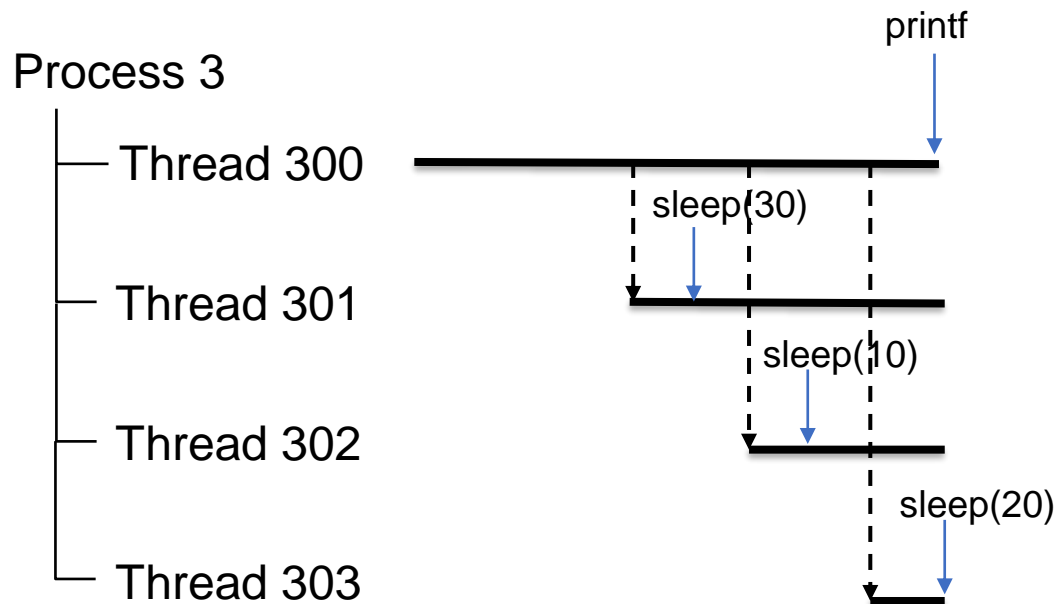 printf
Process 3
Thread 300
sleep(30)
Thread 301
sleep(10)
Thread 302
sleep(20)
Thread 303